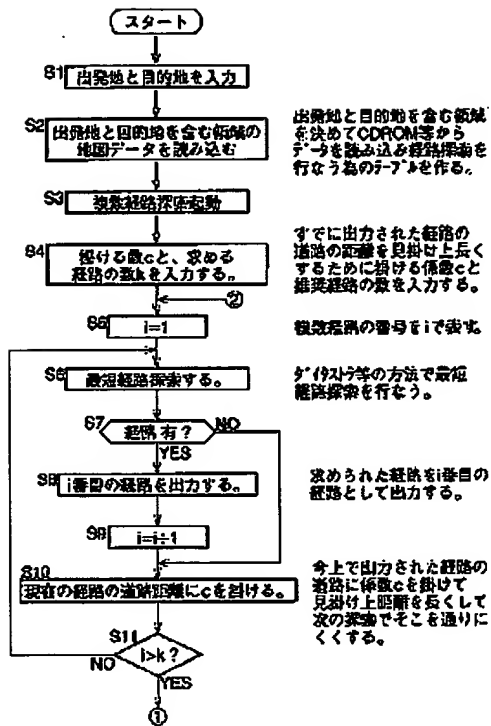 スタート
S1
出発地と目的地を入力
S2
出発地と目的地を含む領域の
地図データを読み込む
出発地と目的地を含む領域
を決めてCDROM等から
データを読み込み経路探索を
行なう為のテーブルを作る。
S3
複数経路探索起動
S4
掛ける数cと、求める
経路の数kを入力する。
すでに出力された経路の
道路の距離を見掛け上長く
するために掛ける係数cと
推奨経路の数を入力する。
②
S5
i=1
複数経路の番号をiで表す。
S6
最短経路探索する。
ダイクストラ等の方法で最短
経路探索を行なう。
S7
経路有？
NO
YES
S8
i番目の経路を出力する。
求められた経路をi番目の
経路として出力する。
S9
i=i+1
S10
現在の経路の道路距離にcを掛ける。
今上で出力された経路の
道路に係数cを掛けて
見掛け上距離を長くして
次の探索でそこを通りに
くくする。
S11
i>k？
NO
YES
①